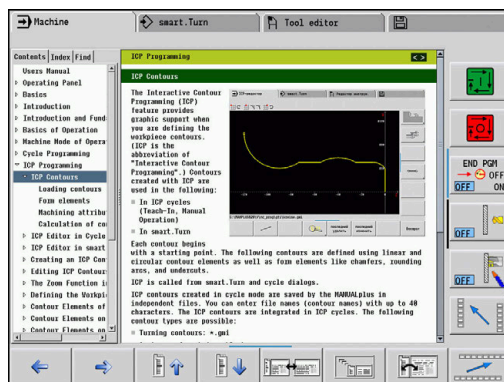 Machine
smart.Turn
Tool editor
Contents Index Find
Users Manual
Operating Panel
Basics
Introduction
Introduction and Fund
Basics of Operation
Machine Mode of Opera
Cycle Programming
ICP Programming
ICP Contours
Loading contours
Form elements
Machining attribu
Calculation of co
ICP Editor in Cycle
ICP Editor in smart
Creating an ICP Con
Editing ICP Contour
The Zoom Function i
Defining the Workpi
Contour Elements of
Contour Elements on
Contour Elements on
ICP Programming
<>
ICP Contours
The Interactive Contour
Programming (ICP)
feature provides
graphic support when
you are defining the
workpiece contours.
(ICP is the
abbreviation of
"Interactive Contour
Programming".) Contours
created with ICP are
used in the following:
In ICP cycles
(Teach-In, Manual
Operation)
In smart.Turn
Each contour begins
with a starting point. The following contours are defined using linear and
circular contour elements as well as form elements like chamfers, rounding
arcs, and undercuts.
ICP is called from smart.Turn and cycle dialogs.
ICP contours created in cycle mode are saved by the MANUALplus in
independent files. You can enter file names (contour names) with up to 40
characters. The ICP contours are integrated in ICP cycles. The following
contour types are possible:
Turning contours: *.gmi
smart.Turn
END PGM
OFF
OFF ON
OFF
OFF